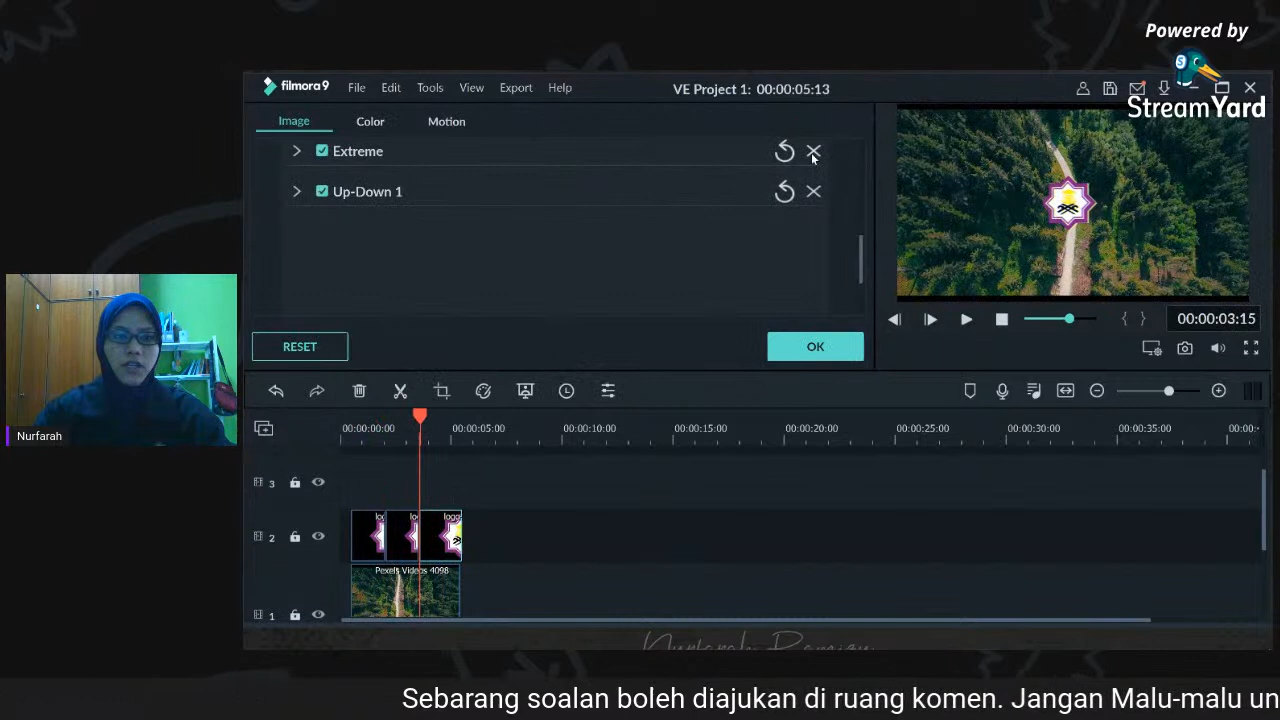 Powered by
StreamYard
filmora9 File Edit Tools View Export Help VE Project 1: 00:00:05:13
Image Color Motion
Extreme
Up-Down 1
RESET OK
00:00:03:15
00:00:00:00 00:00:05:00 00:00:10:00 00:00:15:00 00:00:20:00 00:00:25:00 00:00:30:00 00:00:35:00 00:00:
3
2
1
Pexels Videos 4098
Nurfarah
Sebarang soalan boleh diajukan di ruang komen. Jangan Malu-malu un